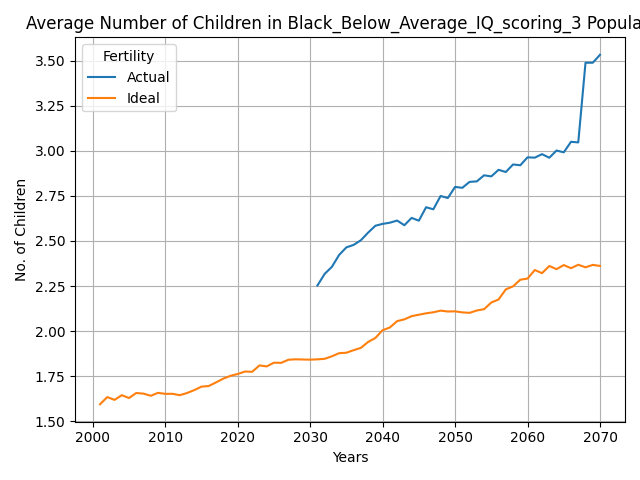 Average Number of Children in Black_Below_Average_IQ_scoring_3 Popula
Fertility
Actual
Ideal
3.50
3.25
3.00
2.75
2.50
2.25
2.00
1.75
1.50
No. of Children
2000 2010 2020 2030 2040 2050 2060 2070
Years